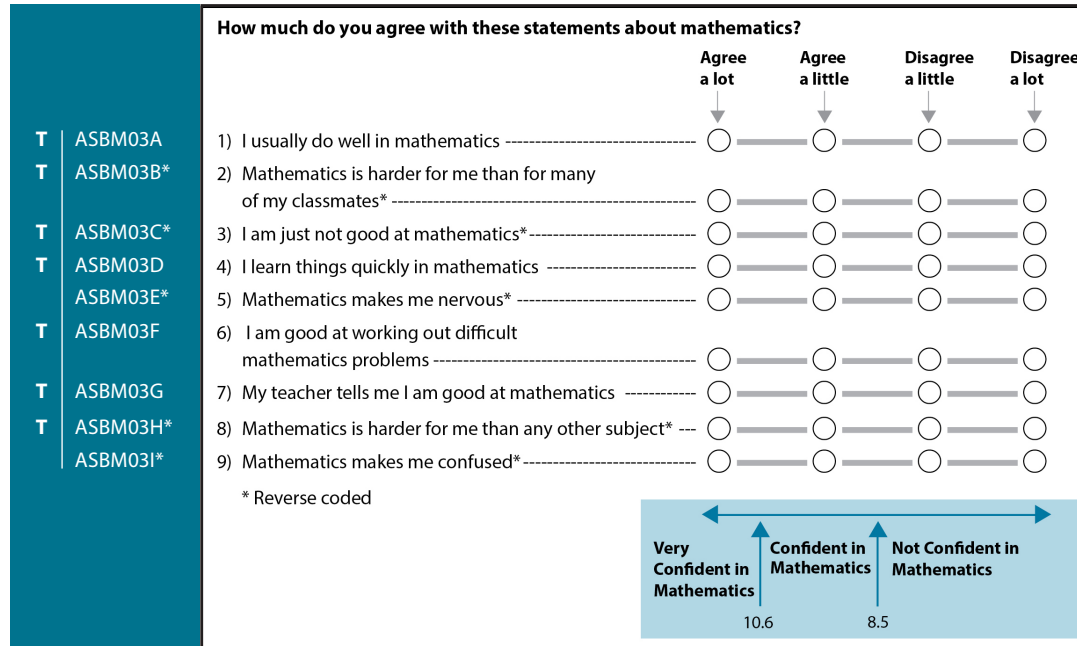 How much do you agree with these statements about mathematics?
Agree a lot
Agree a little
Disagree a little
Disagree a lot
T ASBM03A 1) I usually do well in mathematics
T ASBM03B* 2) Mathematics is harder for me than for many
of my classmates*
T ASBM03C* 3) I am just not good at mathematics*
T ASBM03D 4) I learn things quickly in mathematics
ASBM03E* 5) Mathematics makes me nervous*
T ASBM03F 6) I am good at working out difficult
mathematics problems
T ASBM03G 7) My teacher tells me I am good at mathematics
T ASBM03H* 8) Mathematics is harder for me than any other subject*
ASBM03I* 9) Mathematics makes me confused*
* Reverse coded
Very
Confident in
Mathematics
Confident in
Mathematics
Not Confident in
Mathematics
10.6
8.5